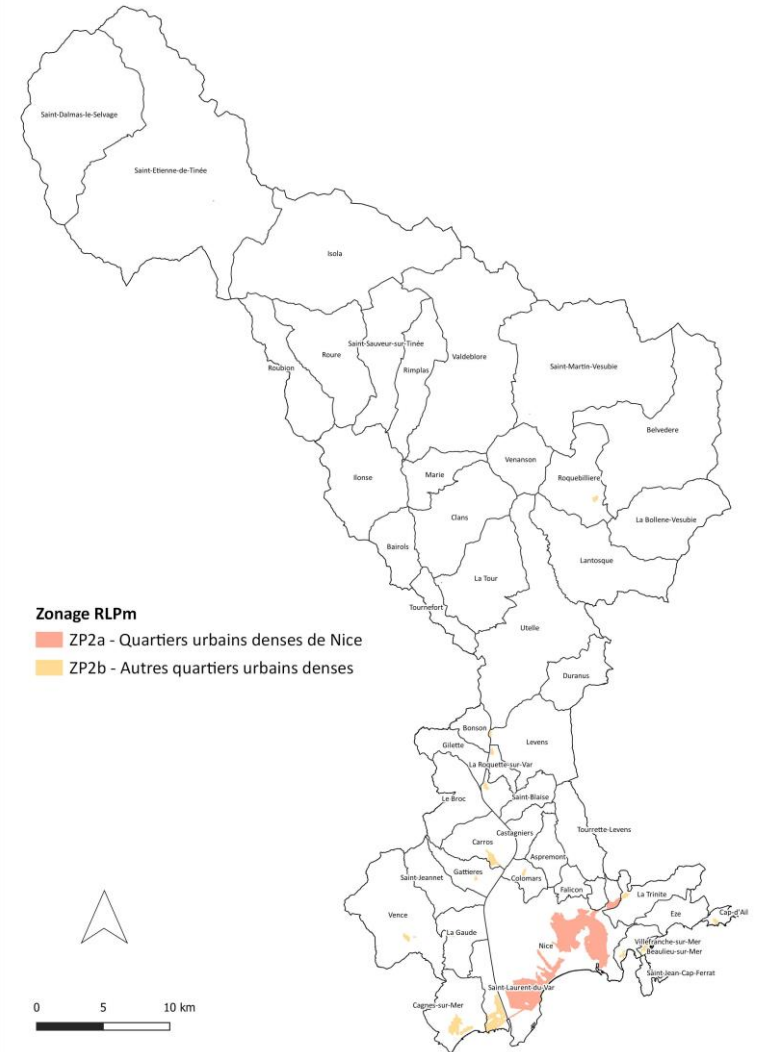 Saint-Dalmas-le-Selvage
Saint-Etienne-de-Tinée
Isola
Saint-Sauveur-sur-Tinée
Roure
Valdeblore
Roubion
Rimplas
Saint-Martin-Vesubie
Belvedere
Venanson
Ilonse
Marie
Roquebilliere
Clans
La Bollene-Vesubie
Bairols
Lantosque
La Tour
Tournefort
Utelle
Zonage RLPm
ZP2a - Quartiers urbains denses de Nice
ZP2b - Autres quartiers urbains denses
Duranus
Bonson
Gilette
Levens
La Roquette-sur-Var
Le Broc
Saint-Blaise
Castagniers
Tourrette-Levens
Carros
Aspremont
Saint-Jeannet
Gattieres
Colomars
Falicon
La Trinite
Vence
Eze
Cap-d'Ail
La Gaude
Nice
Villefranche-sur-Mer
Beaulieu-sur-Mer
Saint-Jean-Cap-Ferrat
Saint-Laurent-du-Var
Cagnes-sur-Mer
0 5 10 km